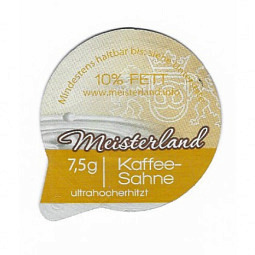 Mindestens haltbar bis: siehe
10% FETT
www.meisterland.info
Meisterland
7,5g
Kaffee-
Sahne
ultrahocherhitzt